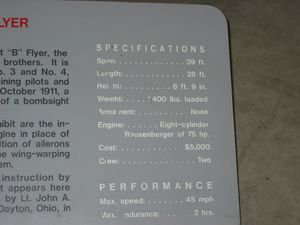 LYER
t "B" Flyer, the
brothers. It is
p. 3 and No. 4,
ining pilots and
October 1911, a
of a bombsight
ibit are the in-
gine in place of
ition of ailerons
e wing-warping
em.
instruction by
t appears here
by Lt. John A.
Dayton, Ohio, in
SPECIFICATIONS
Span: 39 ft.
Length: 28 ft.
Hei ht: 8 ft. 9 in.
Weight: 1400 lbs. loaded
Armament: None
Engine: Eight-cylinder
Rausenberger of 75 hp.
Cost: $5,000
Crew: Two
PERFORMANCE
Max. speed: 45 mph
Max. ndurance: 2 hrs.